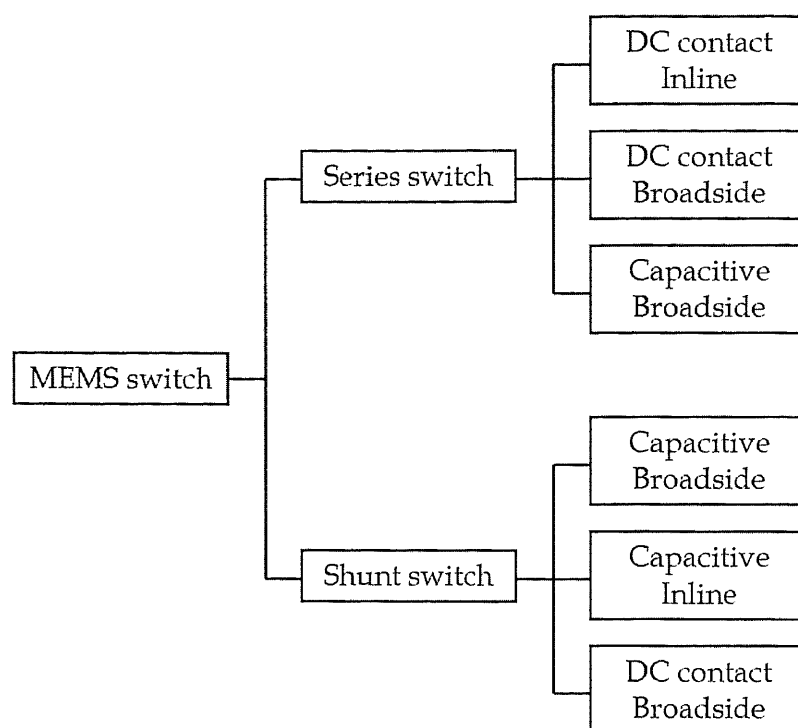 DC contact
Inline
Series switch
DC contact
Broadside
Capacitive
Broadside
MEMS switch
Capacitive
Broadside
Shunt switch
Capacitive
Inline
DC contact
Broadside